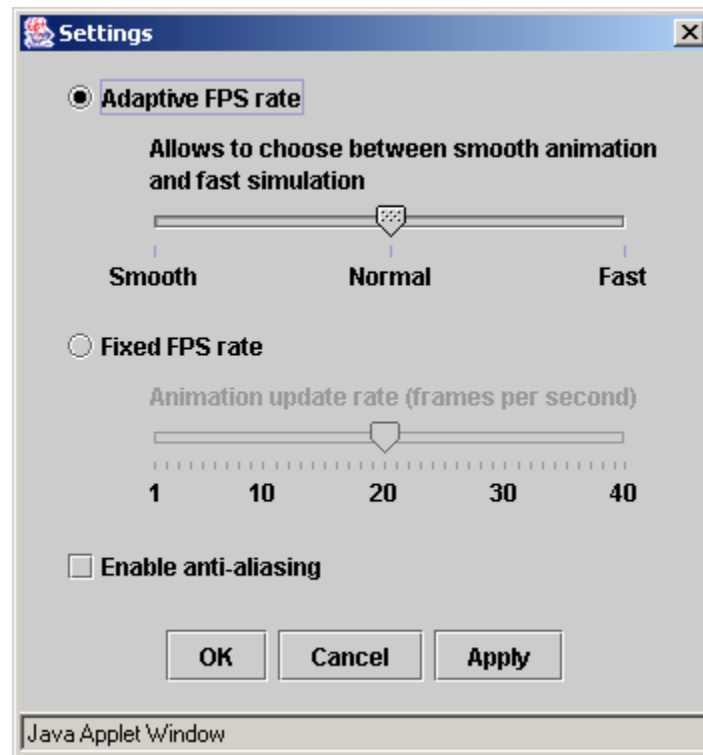 Settings
Adaptive FPS rate
Allows to choose between smooth animation
and fast simulation
Smooth Normal Fast
Fixed FPS rate
Animation update rate (frames per second)
1 10 20 30 40
Enable anti-aliasing
OK Cancel Apply
Java Applet Window